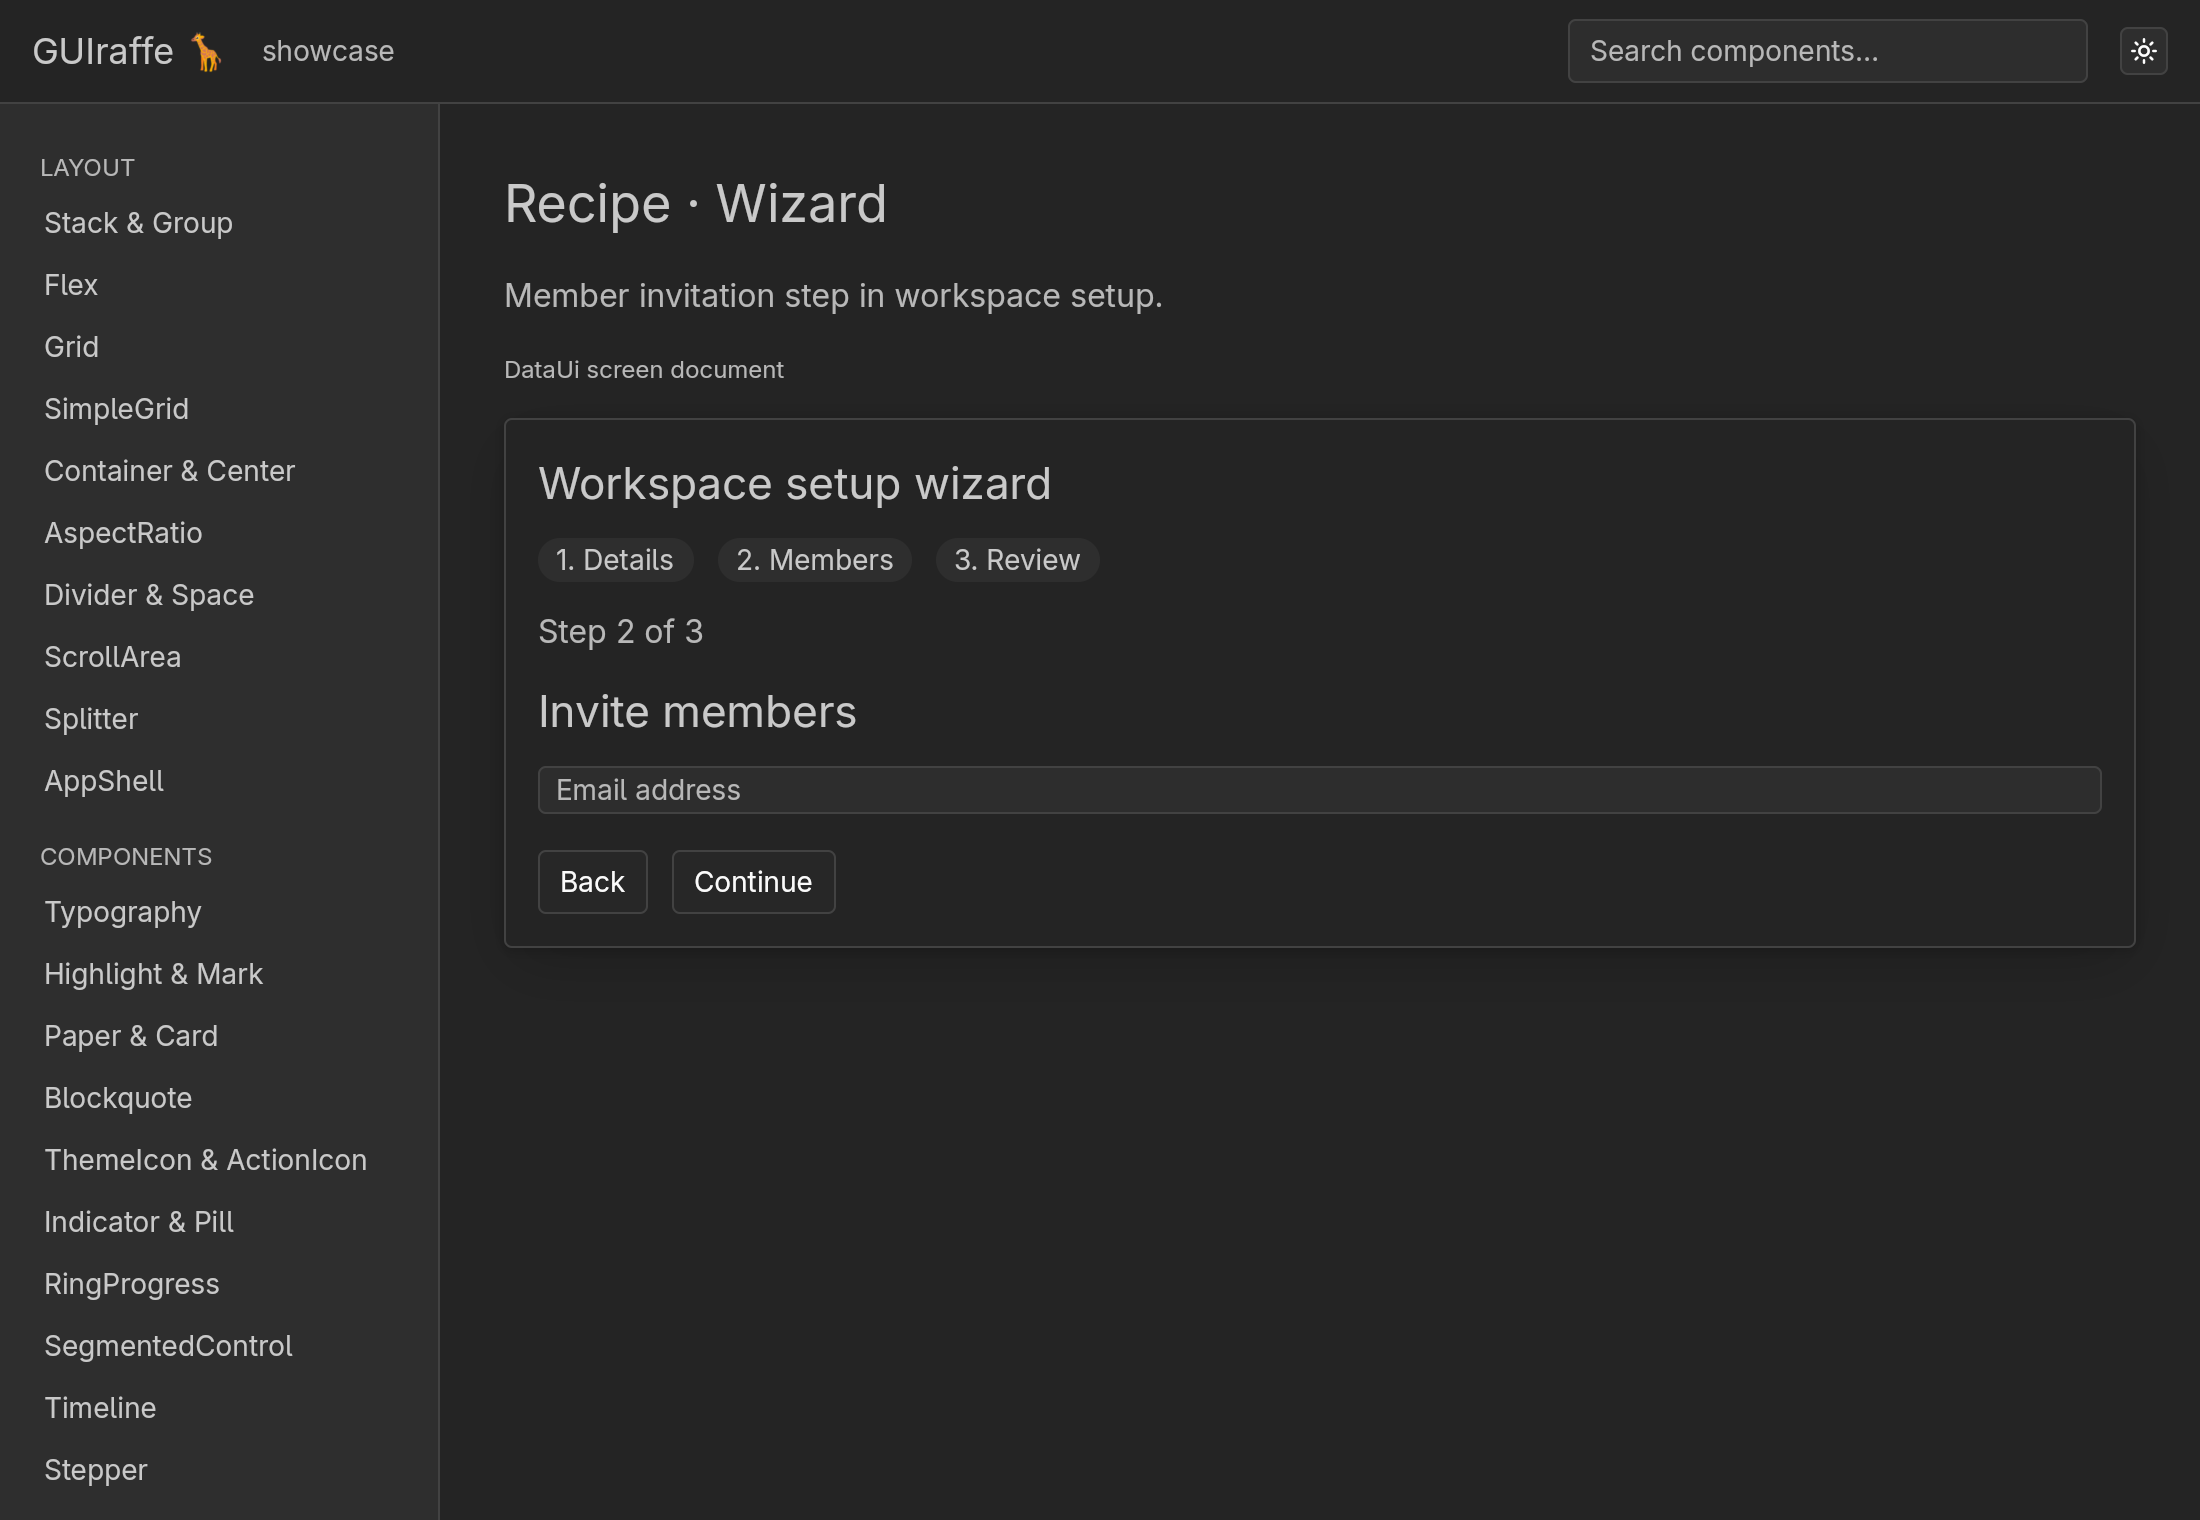 GUIraffe 🦒 showcase
Search components...
LAYOUT
Stack & Group
Flex
Grid
SimpleGrid
Container & Center
AspectRatio
Divider & Space
ScrollArea
Splitter
AppShell
COMPONENTS
Typography
Highlight & Mark
Paper & Card
Blockquote
ThemeIcon & ActionIcon
Indicator & Pill
RingProgress
SegmentedControl
Timeline
Stepper
Recipe · Wizard
Member invitation step in workspace setup.
DataUi screen document
Workspace setup wizard
1. Details 2. Members 3. Review
Step 2 of 3
Invite members
Email address
Back Continue